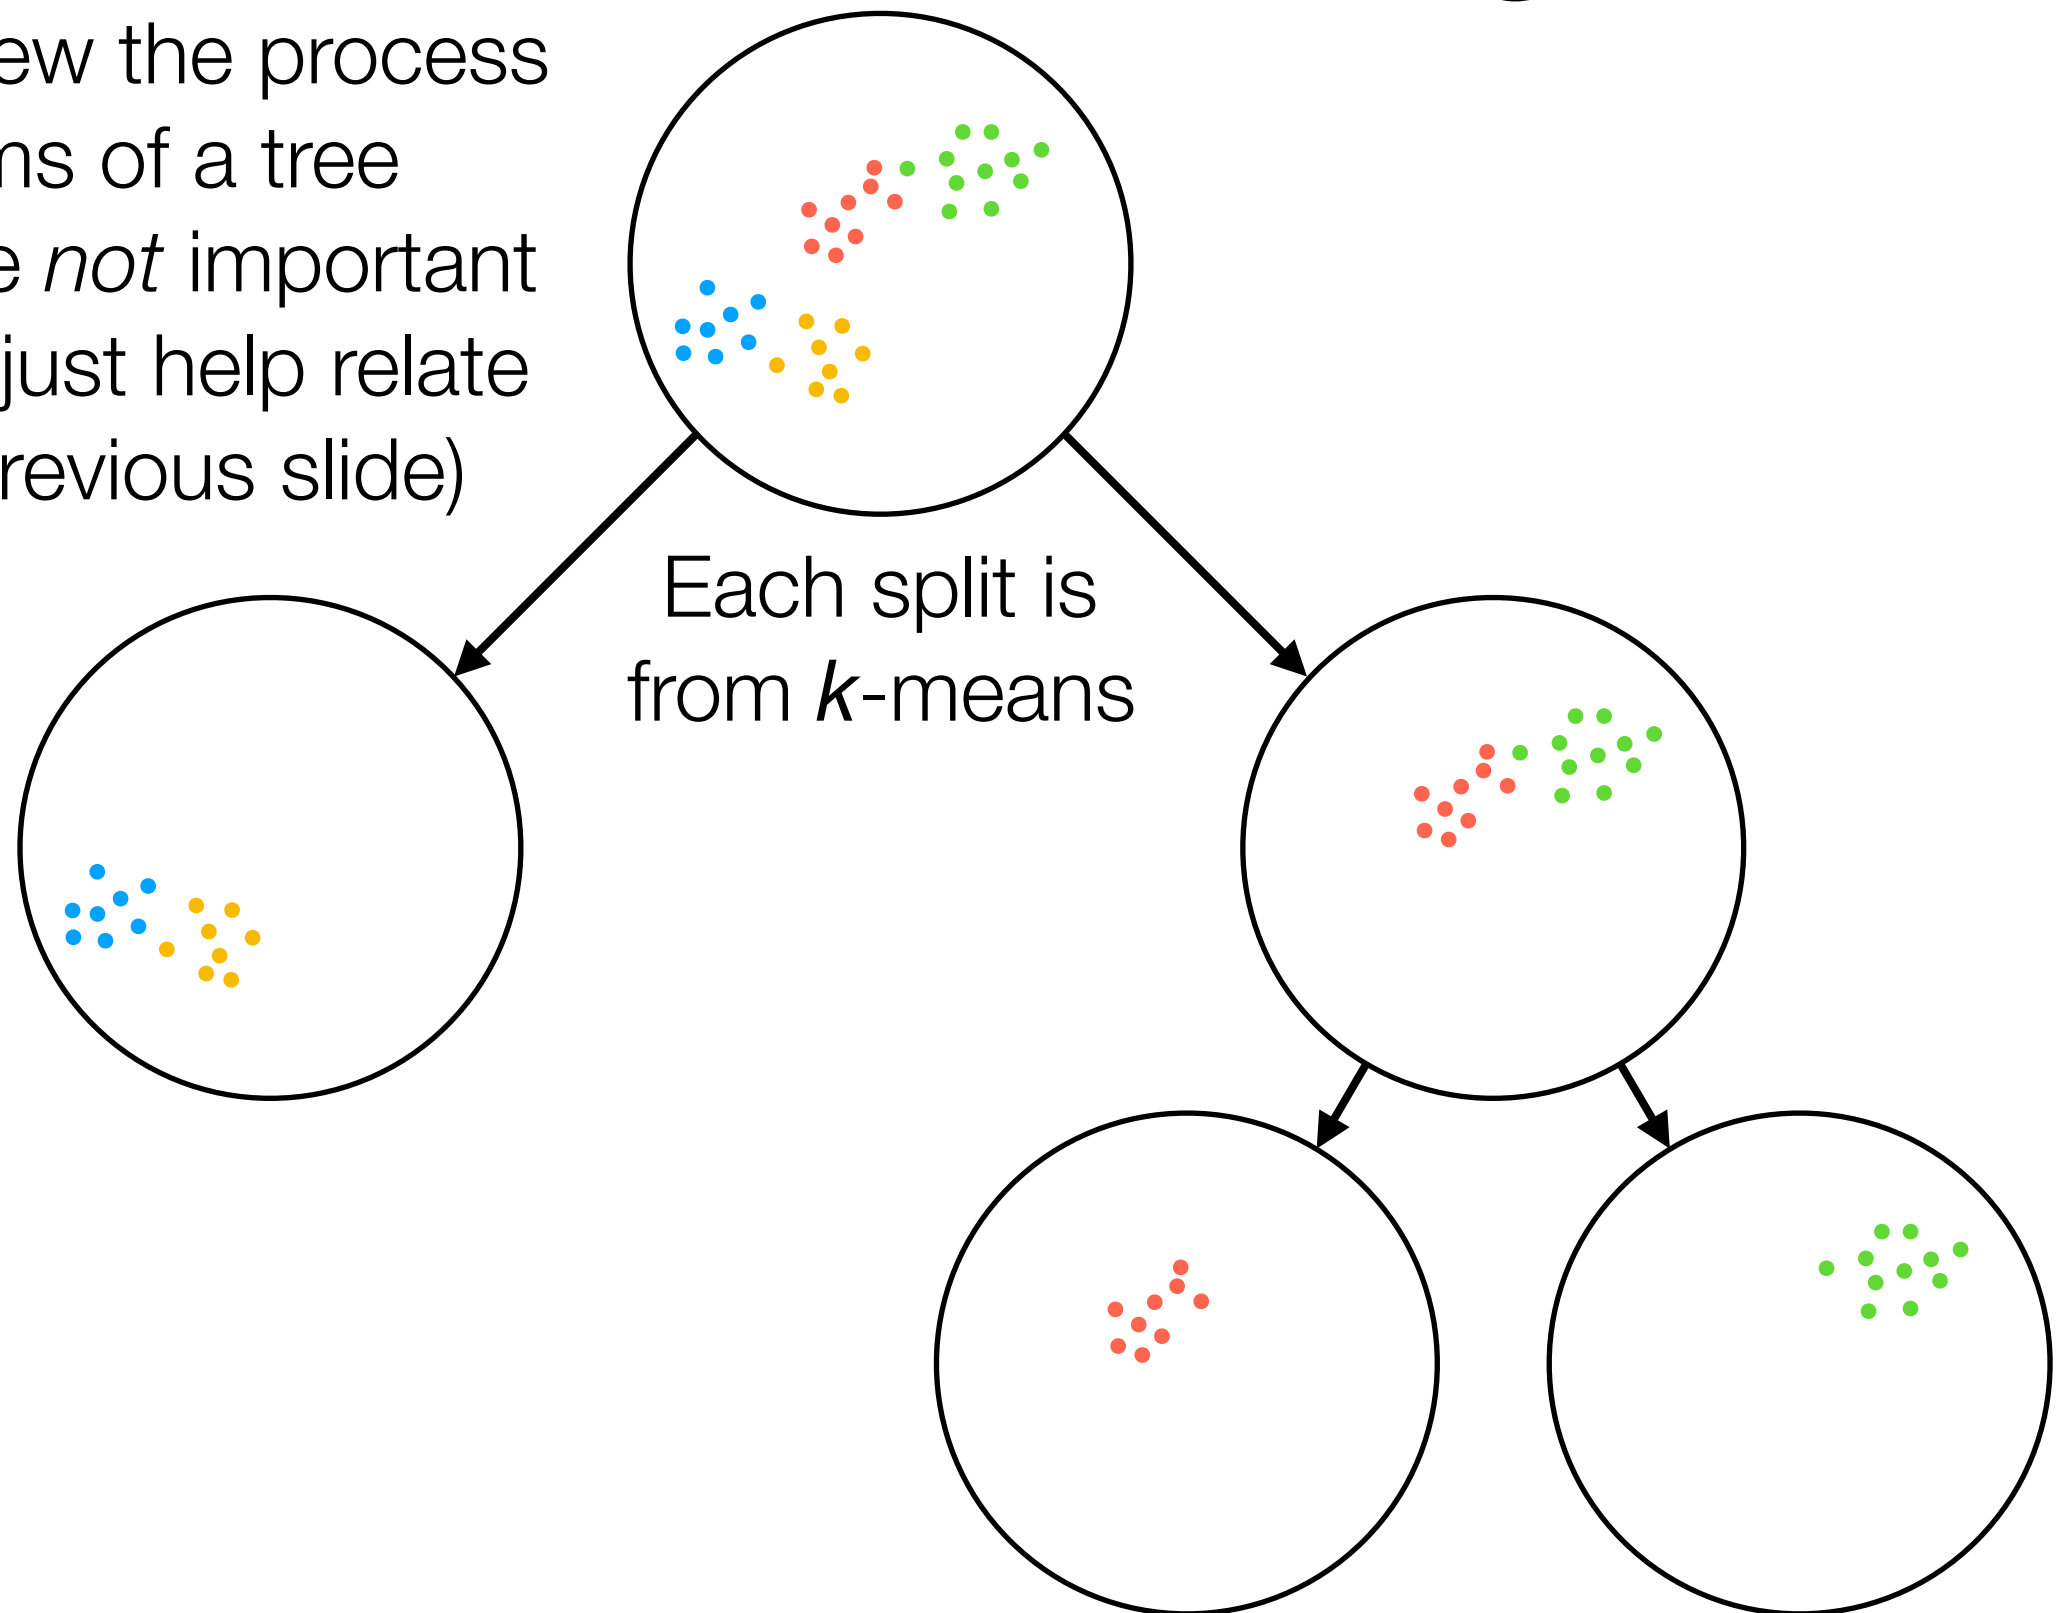 ew the process
ns of a tree
e not important
just help relate
revious slide)
Each split is
from k-means